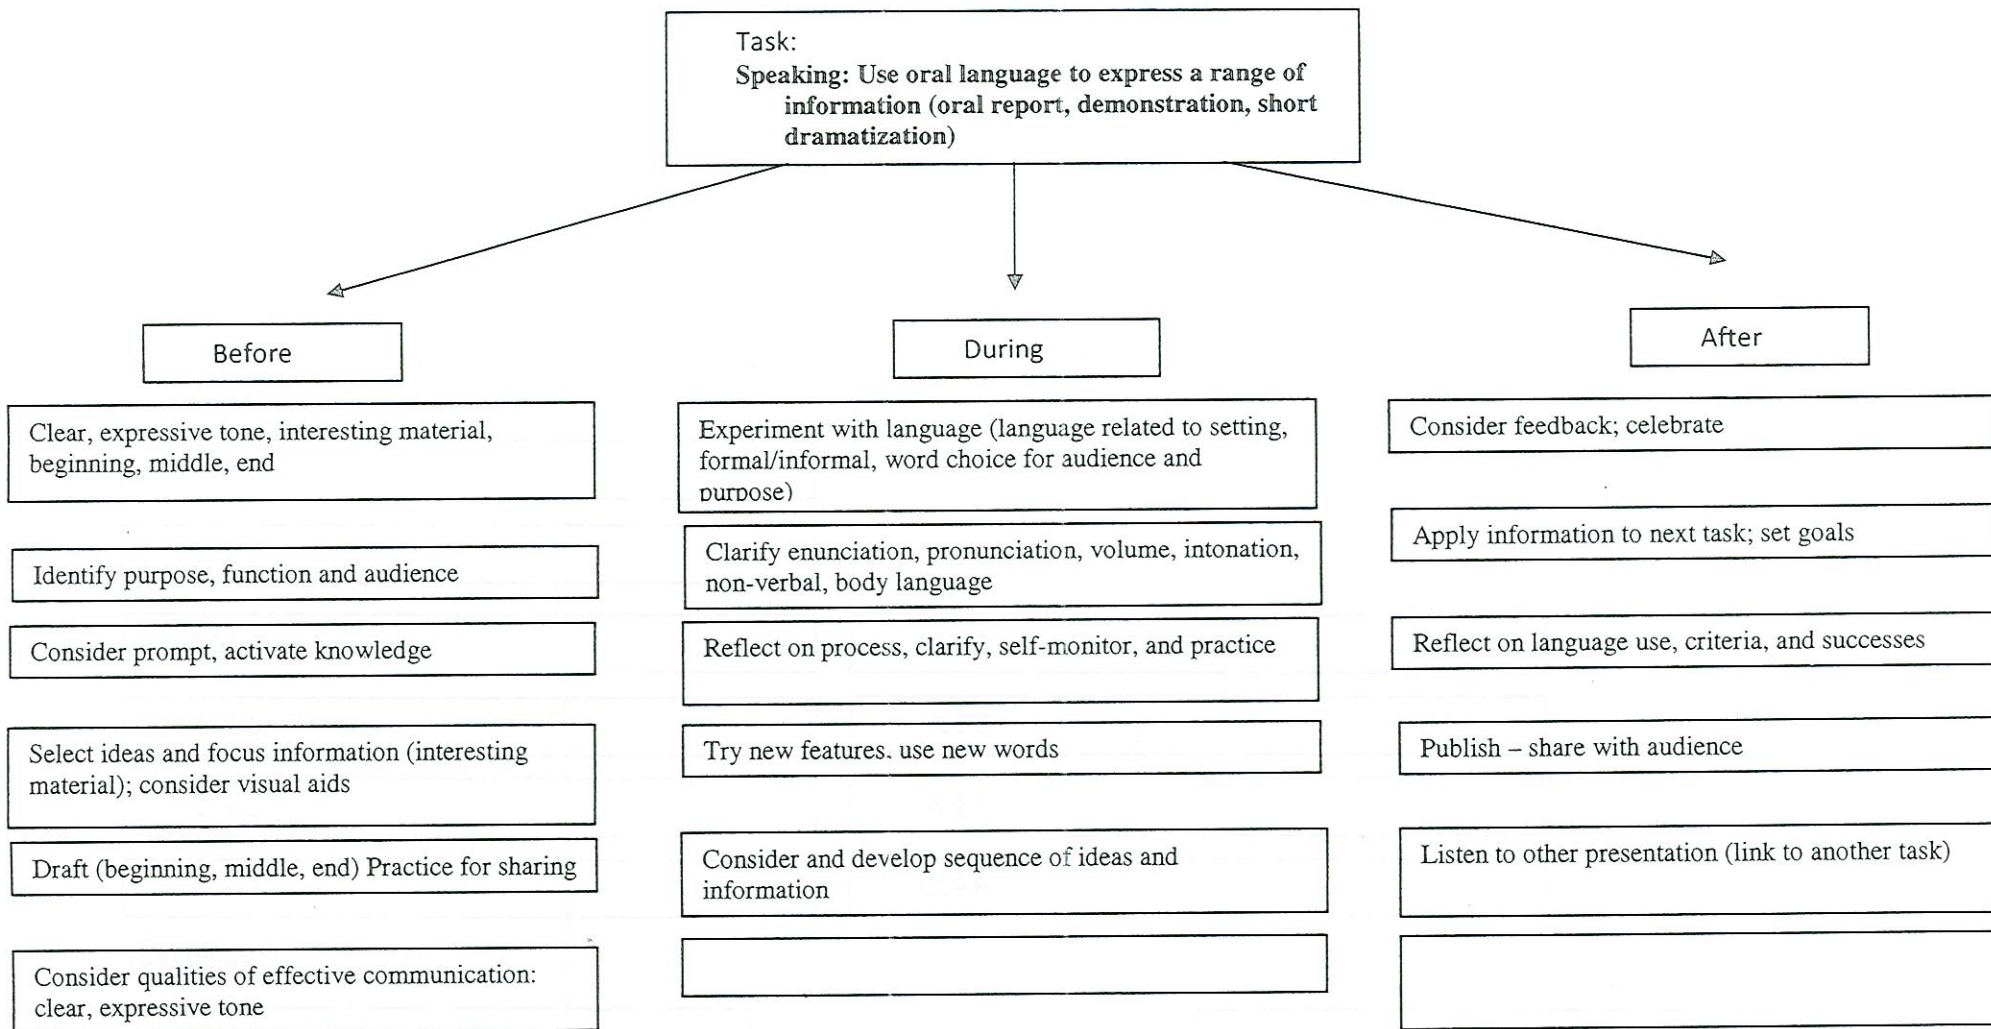 Task:
Speaking: Use oral language to express a range of
information (oral report, demonstration, short
dramatization)
Before
Clear, expressive tone, interesting material,
beginning, middle, end
Identify purpose, function and audience
Consider prompt, activate knowledge
Select ideas and focus information (interesting
material); consider visual aids
Draft (beginning, middle, end) Practice for sharing
Consider qualities of effective communication:
clear, expressive tone
During
Experiment with language (language related to setting,
formal/informal, word choice for audience and
purpose)
Clarify enunciation, pronunciation, volume, intonation,
non-verbal, body language
Reflect on process, clarify, self-monitor, and practice
Try new features. use new words
Consider and develop sequence of ideas and
information
After
Consider feedback; celebrate
Apply information to next task; set goals
Reflect on language use, criteria, and successes
Publish – share with audience
Listen to other presentation (link to another task)